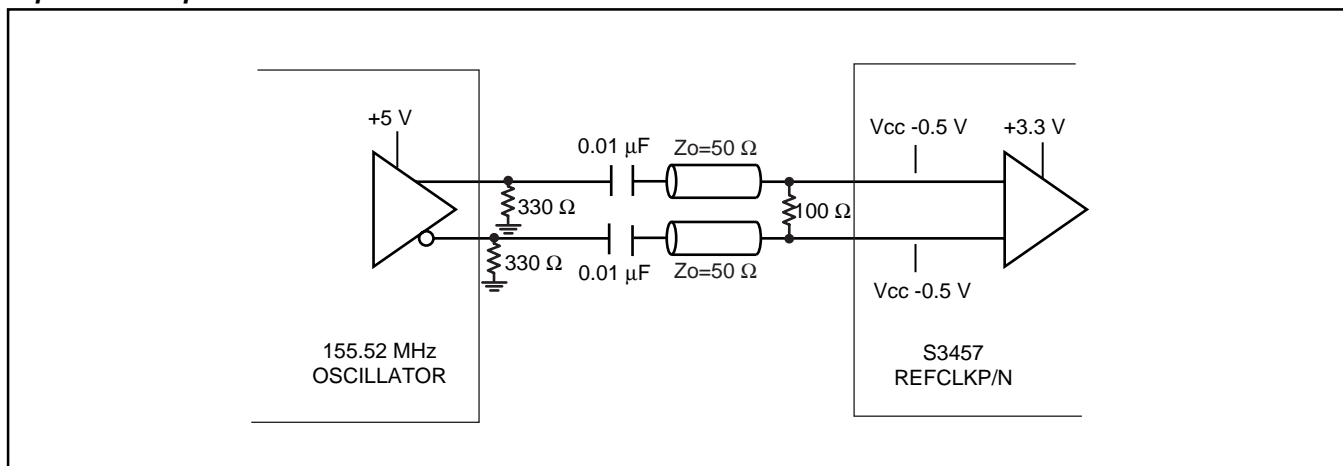 +5 V
0.01 μF
Zo=50 Ω
Vcc -0.5 V
+3.3 V
330 Ω
100 Ω
330 Ω
0.01 μF
Zo=50 Ω
Vcc -0.5 V
155.52 MHz
OSCILLATOR
S3457
REFCLKP/N